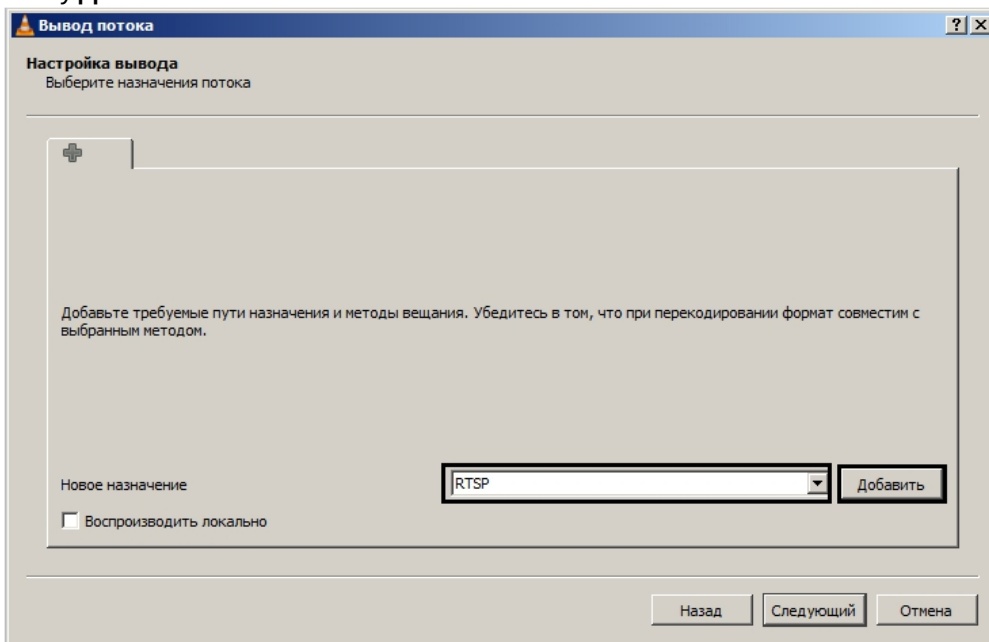 Вывод потока
Настройка вывода
Выберите назначения потока
Добавьте требуемые пути назначения и методы вещания. Убедитесь в том, что при перекодировании формат совместим с
выбранным методом.
Новое назначение
RTSP
Добавить
Воспроизводить локально
Назад
Следующий
Отмена